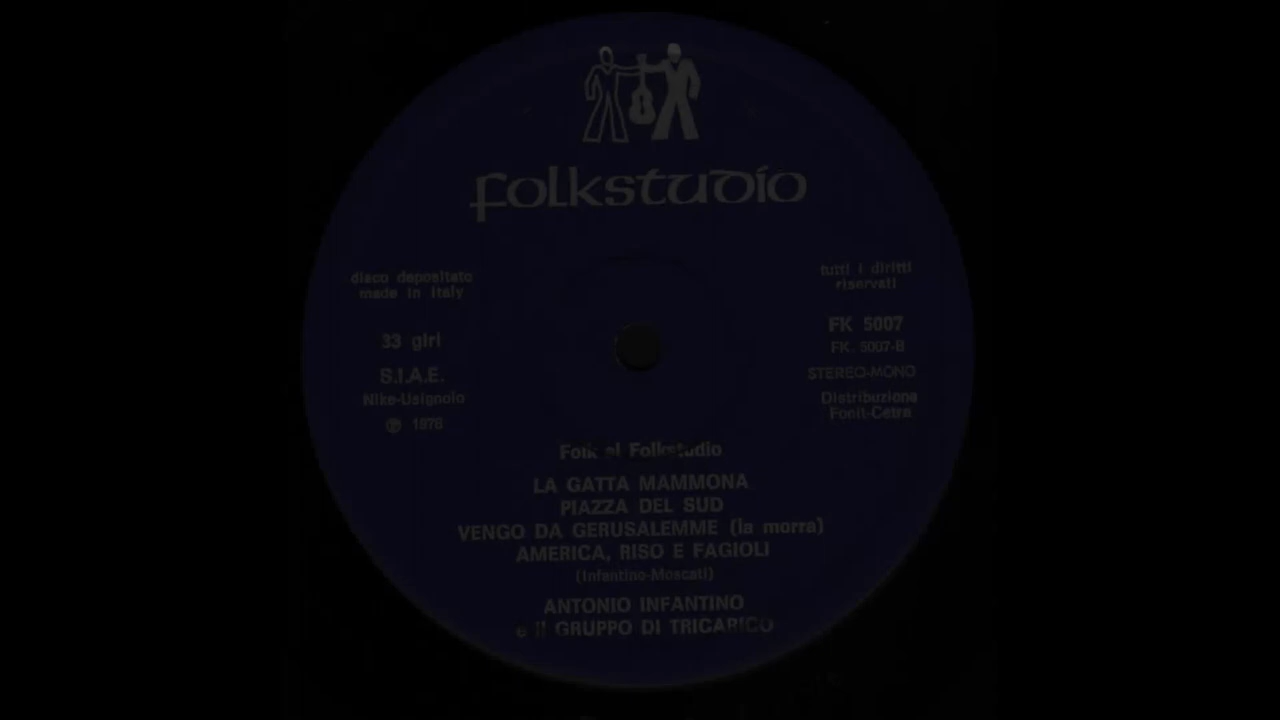 folkstudio
disco depositato
made in Italy
33 giri
S.I.A.E.
Nike-Usignolo
℗ 1976
tutti i diritti
riservati
FK 5007
FK. 5007-B
STEREO-MONO
Distribuzione
Fonit-Cetra
Folk al Folkstudio
LA GATTA MAMMONA
PIAZZA DEL SUD
VENGO DA GERUSALEMME (la morra)
AMERICA, RISO E FAGIOLI
(Infantino-Moscati)
ANTONIO INFANTINO
e il GRUPPO DI TRICARICO